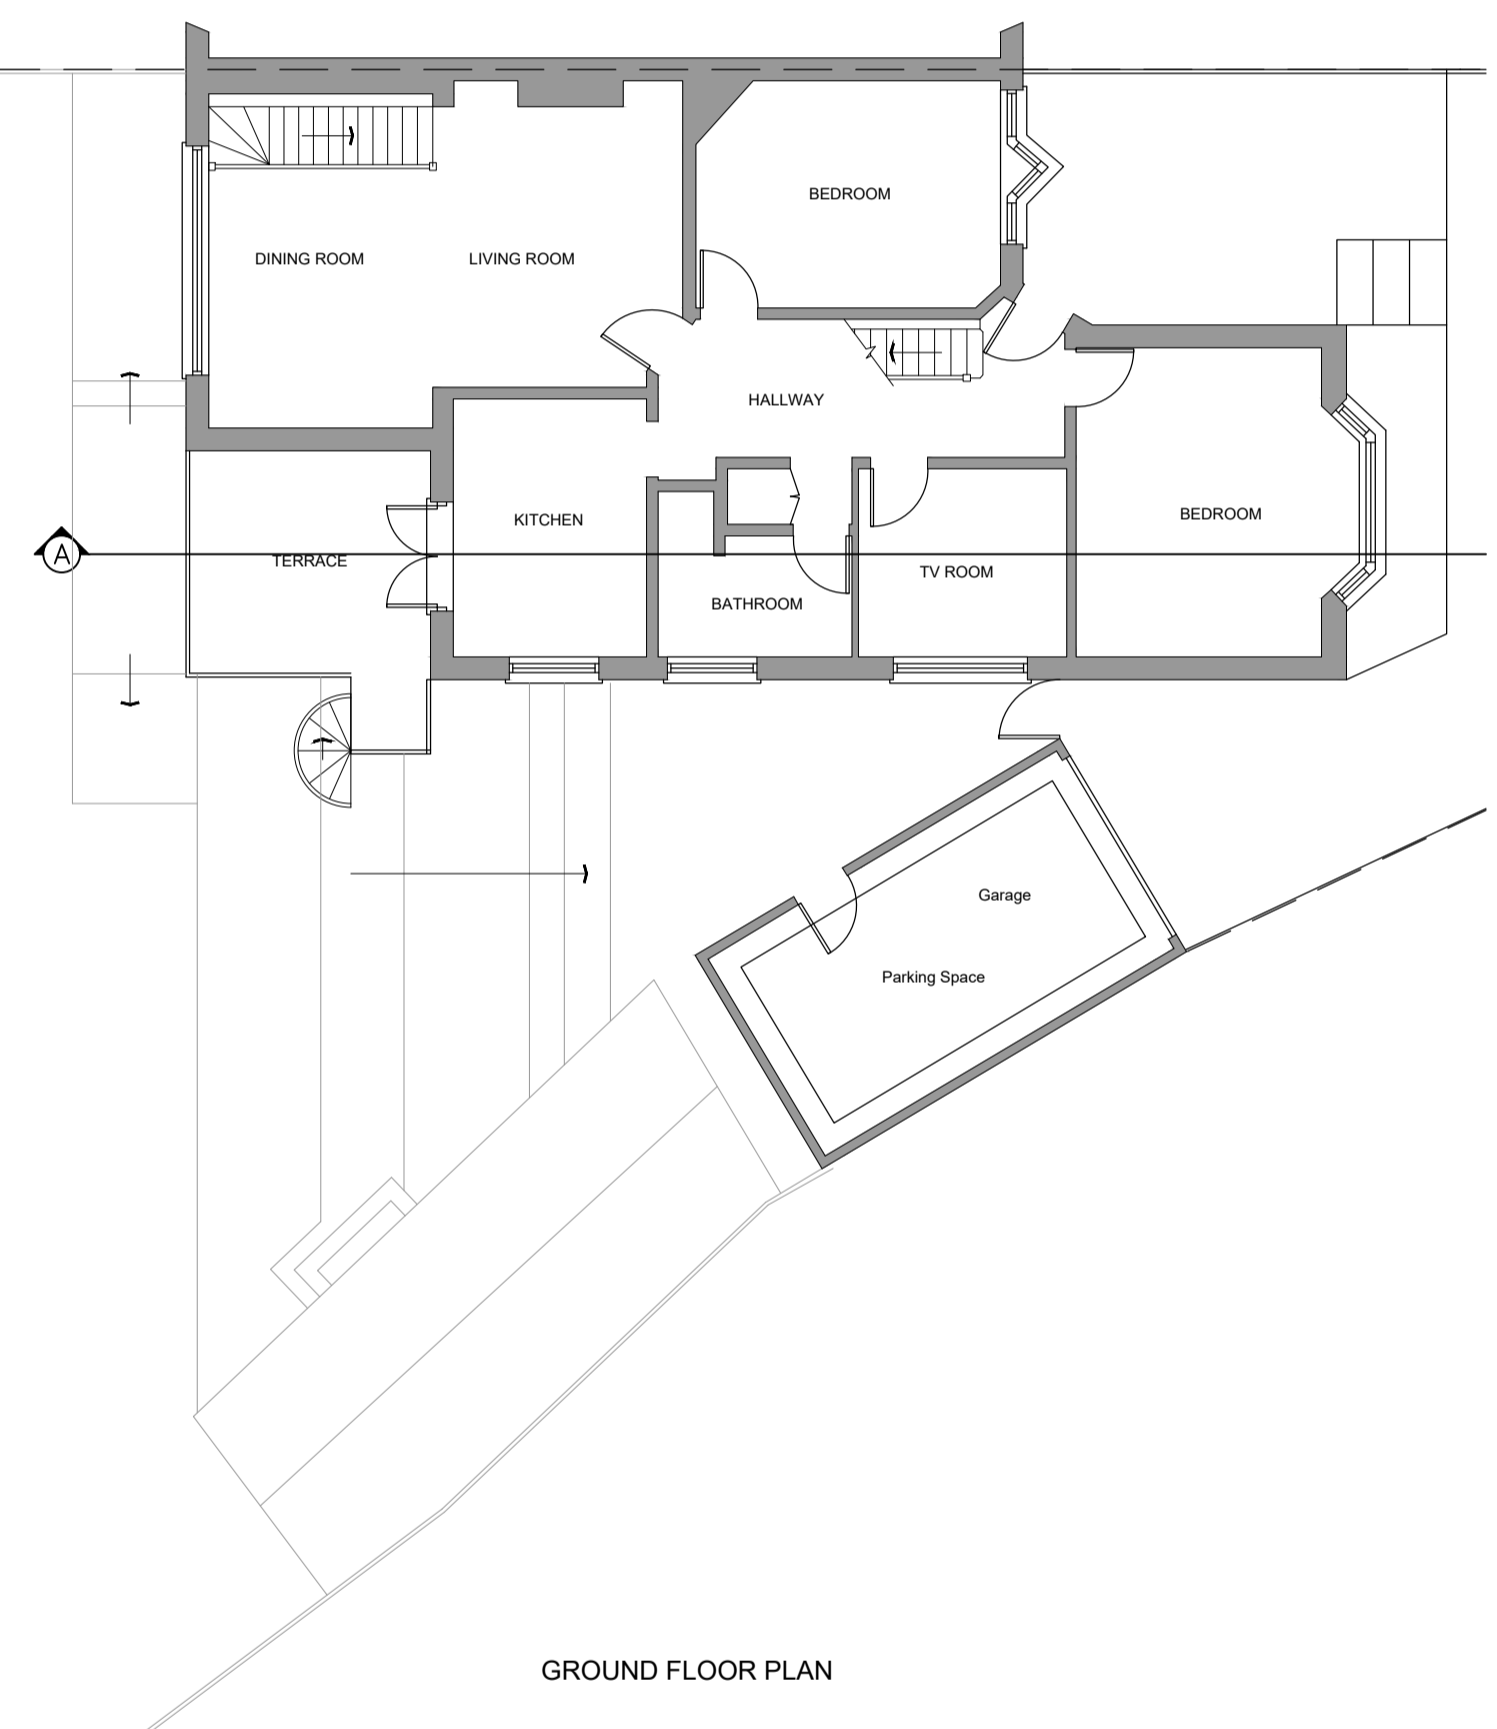 BEDROOM
DINING ROOM
LIVING ROOM
HALLWAY
KITCHEN
BEDROOM
A
TERRACE
TV ROOM
BATHROOM
Garage
Parking Space
GROUND FLOOR PLAN